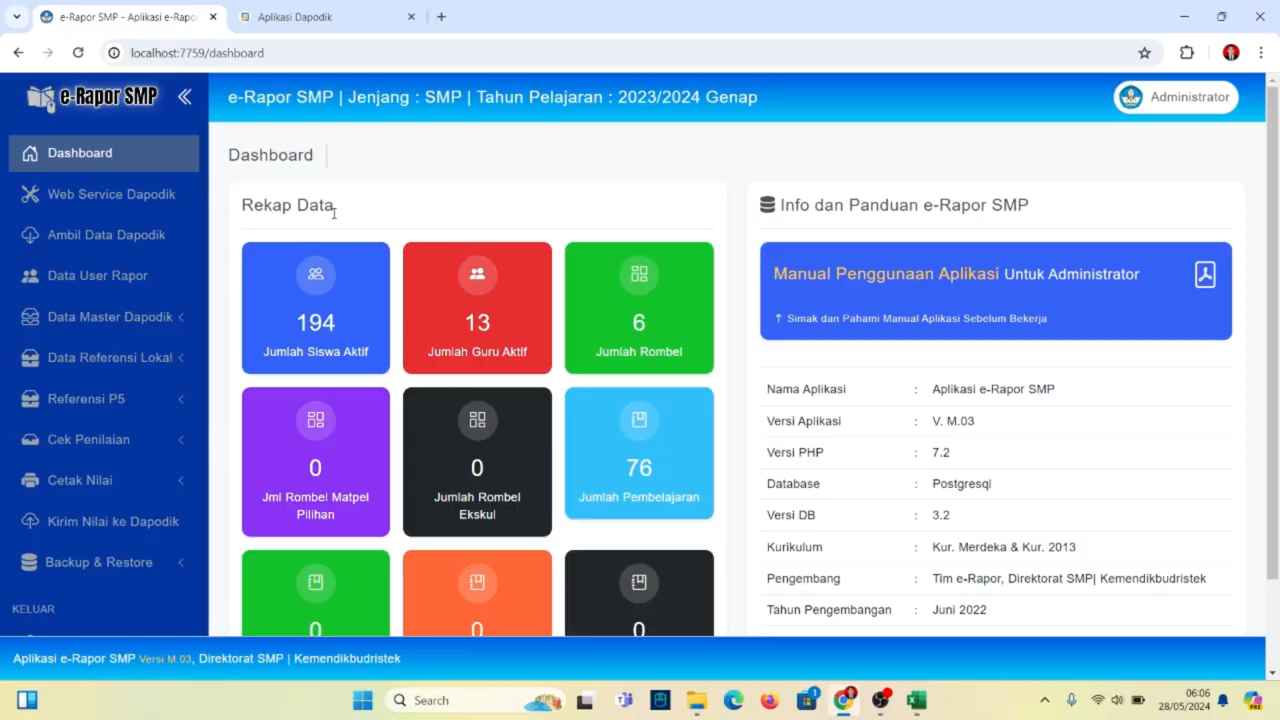 e-Rapor SMP - Aplikasi e-Rapor
Aplikasi Dapodik
localhost:7759/dashboard
e-Rapor SMP
e-Rapor SMP | Jenjang : SMP | Tahun Pelajaran : 2023/2024 Genap
Administrator
Dashboard
Web Service Dapodik
Ambil Data Dapodik
Data User Rapor
Data Master Dapodik
Data Referensi Lokal
Referensi P5
Cek Penilaian
Cetak Nilai
Kirim Nilai ke Dapodik
Backup & Restore
KELUAR
Dashboard
Rekap Data
194
Jumlah Siswa Aktif
13
Jumlah Guru Aktif
6
Jumlah Rombel
0
Jml Rombel Matpel
Pilihan
0
Jumlah Rombel
Ekskul
76
Jumlah Pembelajaran
0
0
0
Info dan Panduan e-Rapor SMP
Manual Penggunaan Aplikasi Untuk Administrator
↑ Simak dan Pahami Manual Aplikasi Sebelum Bekerja
Nama Aplikasi : Aplikasi e-Rapor SMP
Versi Aplikasi : V. M.03
Versi PHP : 7.2
Database : Postgresql
Versi DB : 3.2
Kurikulum : Kur. Merdeka & Kur. 2013
Pengembang : Tim e-Rapor, Direktorat SMP| Kemendikbudristek
Tahun Pengembangan : Juni 2022
Aplikasi e-Rapor SMP Versi M.03, Direktorat SMP | Kemendikbudristek
Search
1
06:06
28/05/2024
PRE